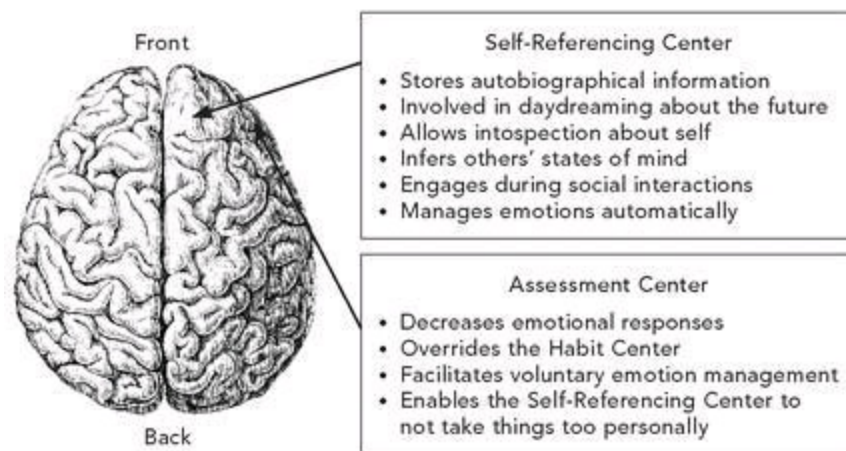 Front
Self-Referencing Center
• Stores autobiographical information
• Involved in daydreaming about the future
• Allows intospection about self
• Infers others' states of mind
• Engages during social interactions
• Manages emotions automatically
Assessment Center
• Decreases emotional responses
• Overrides the Habit Center
• Facilitates voluntary emotion management
• Enables the Self-Referencing Center to
not take things too personally
Back